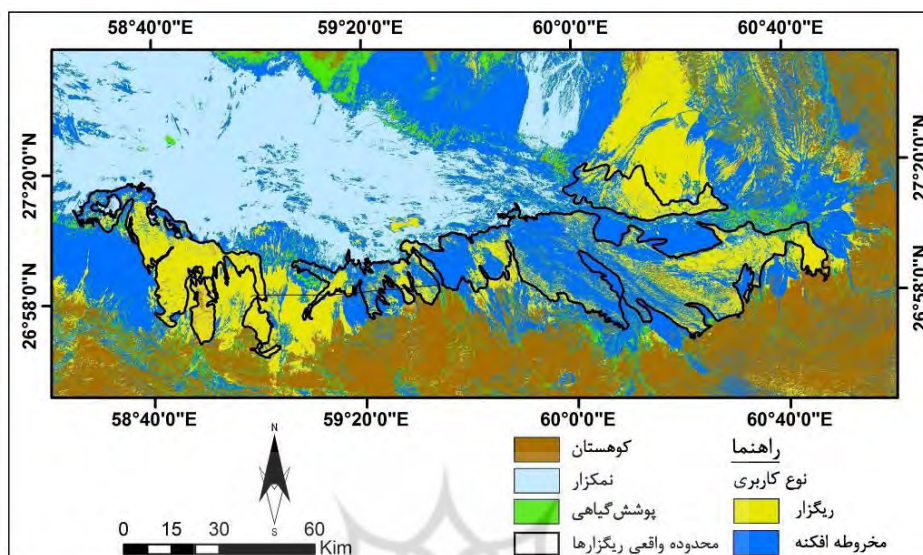 58°40'0"E 59°20'0"E 60°0'0"E 60°40'0"E
27°20'0"N 27°20'0"N
26°58'0"N 26°58'0"N
58°40'0"E 59°20'0"E 60°0'0"E 60°40'0"E
N
S
0 15 30 60
Kim
راهنما
نوع کاربری
ریگزار
مخروطه افکنه
کوهستان
نمکزار
پوشش‌گیاهی
محدوده واقعی ریگزارها